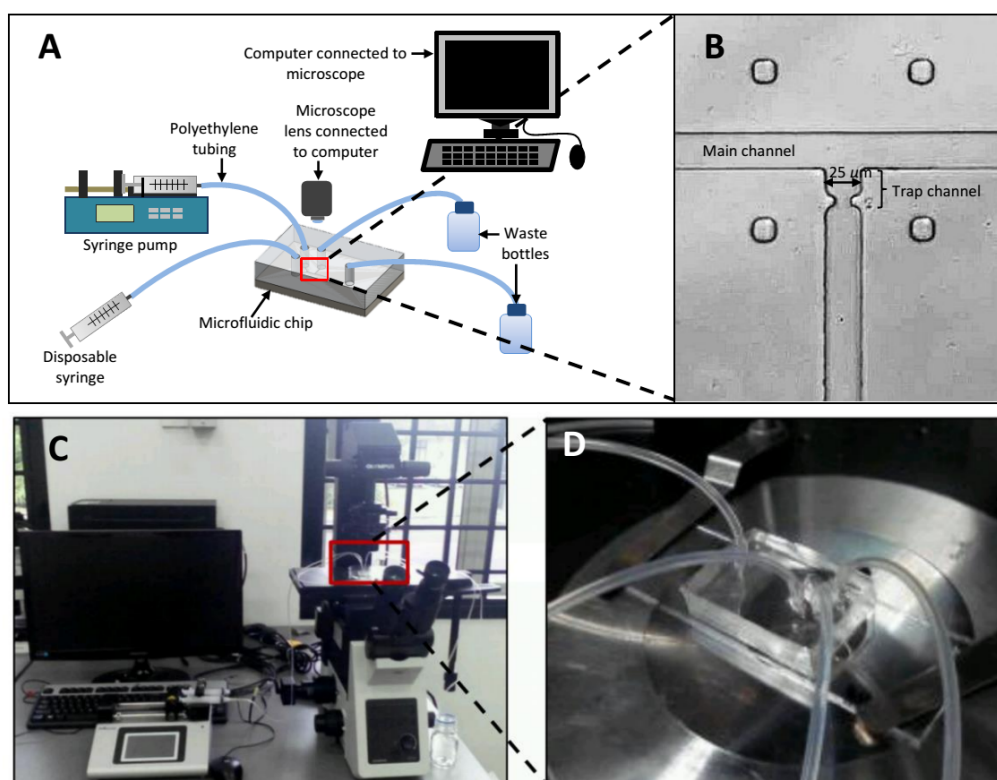 A
Computer connected to
microscope
Microscope
lens connected
to computer
Polyethylene
tubing
Syringe pump
Waste
bottles
Microfluidic chip
Disposable
syringe
B
Main channel
25 μm
Trap channel
C
D